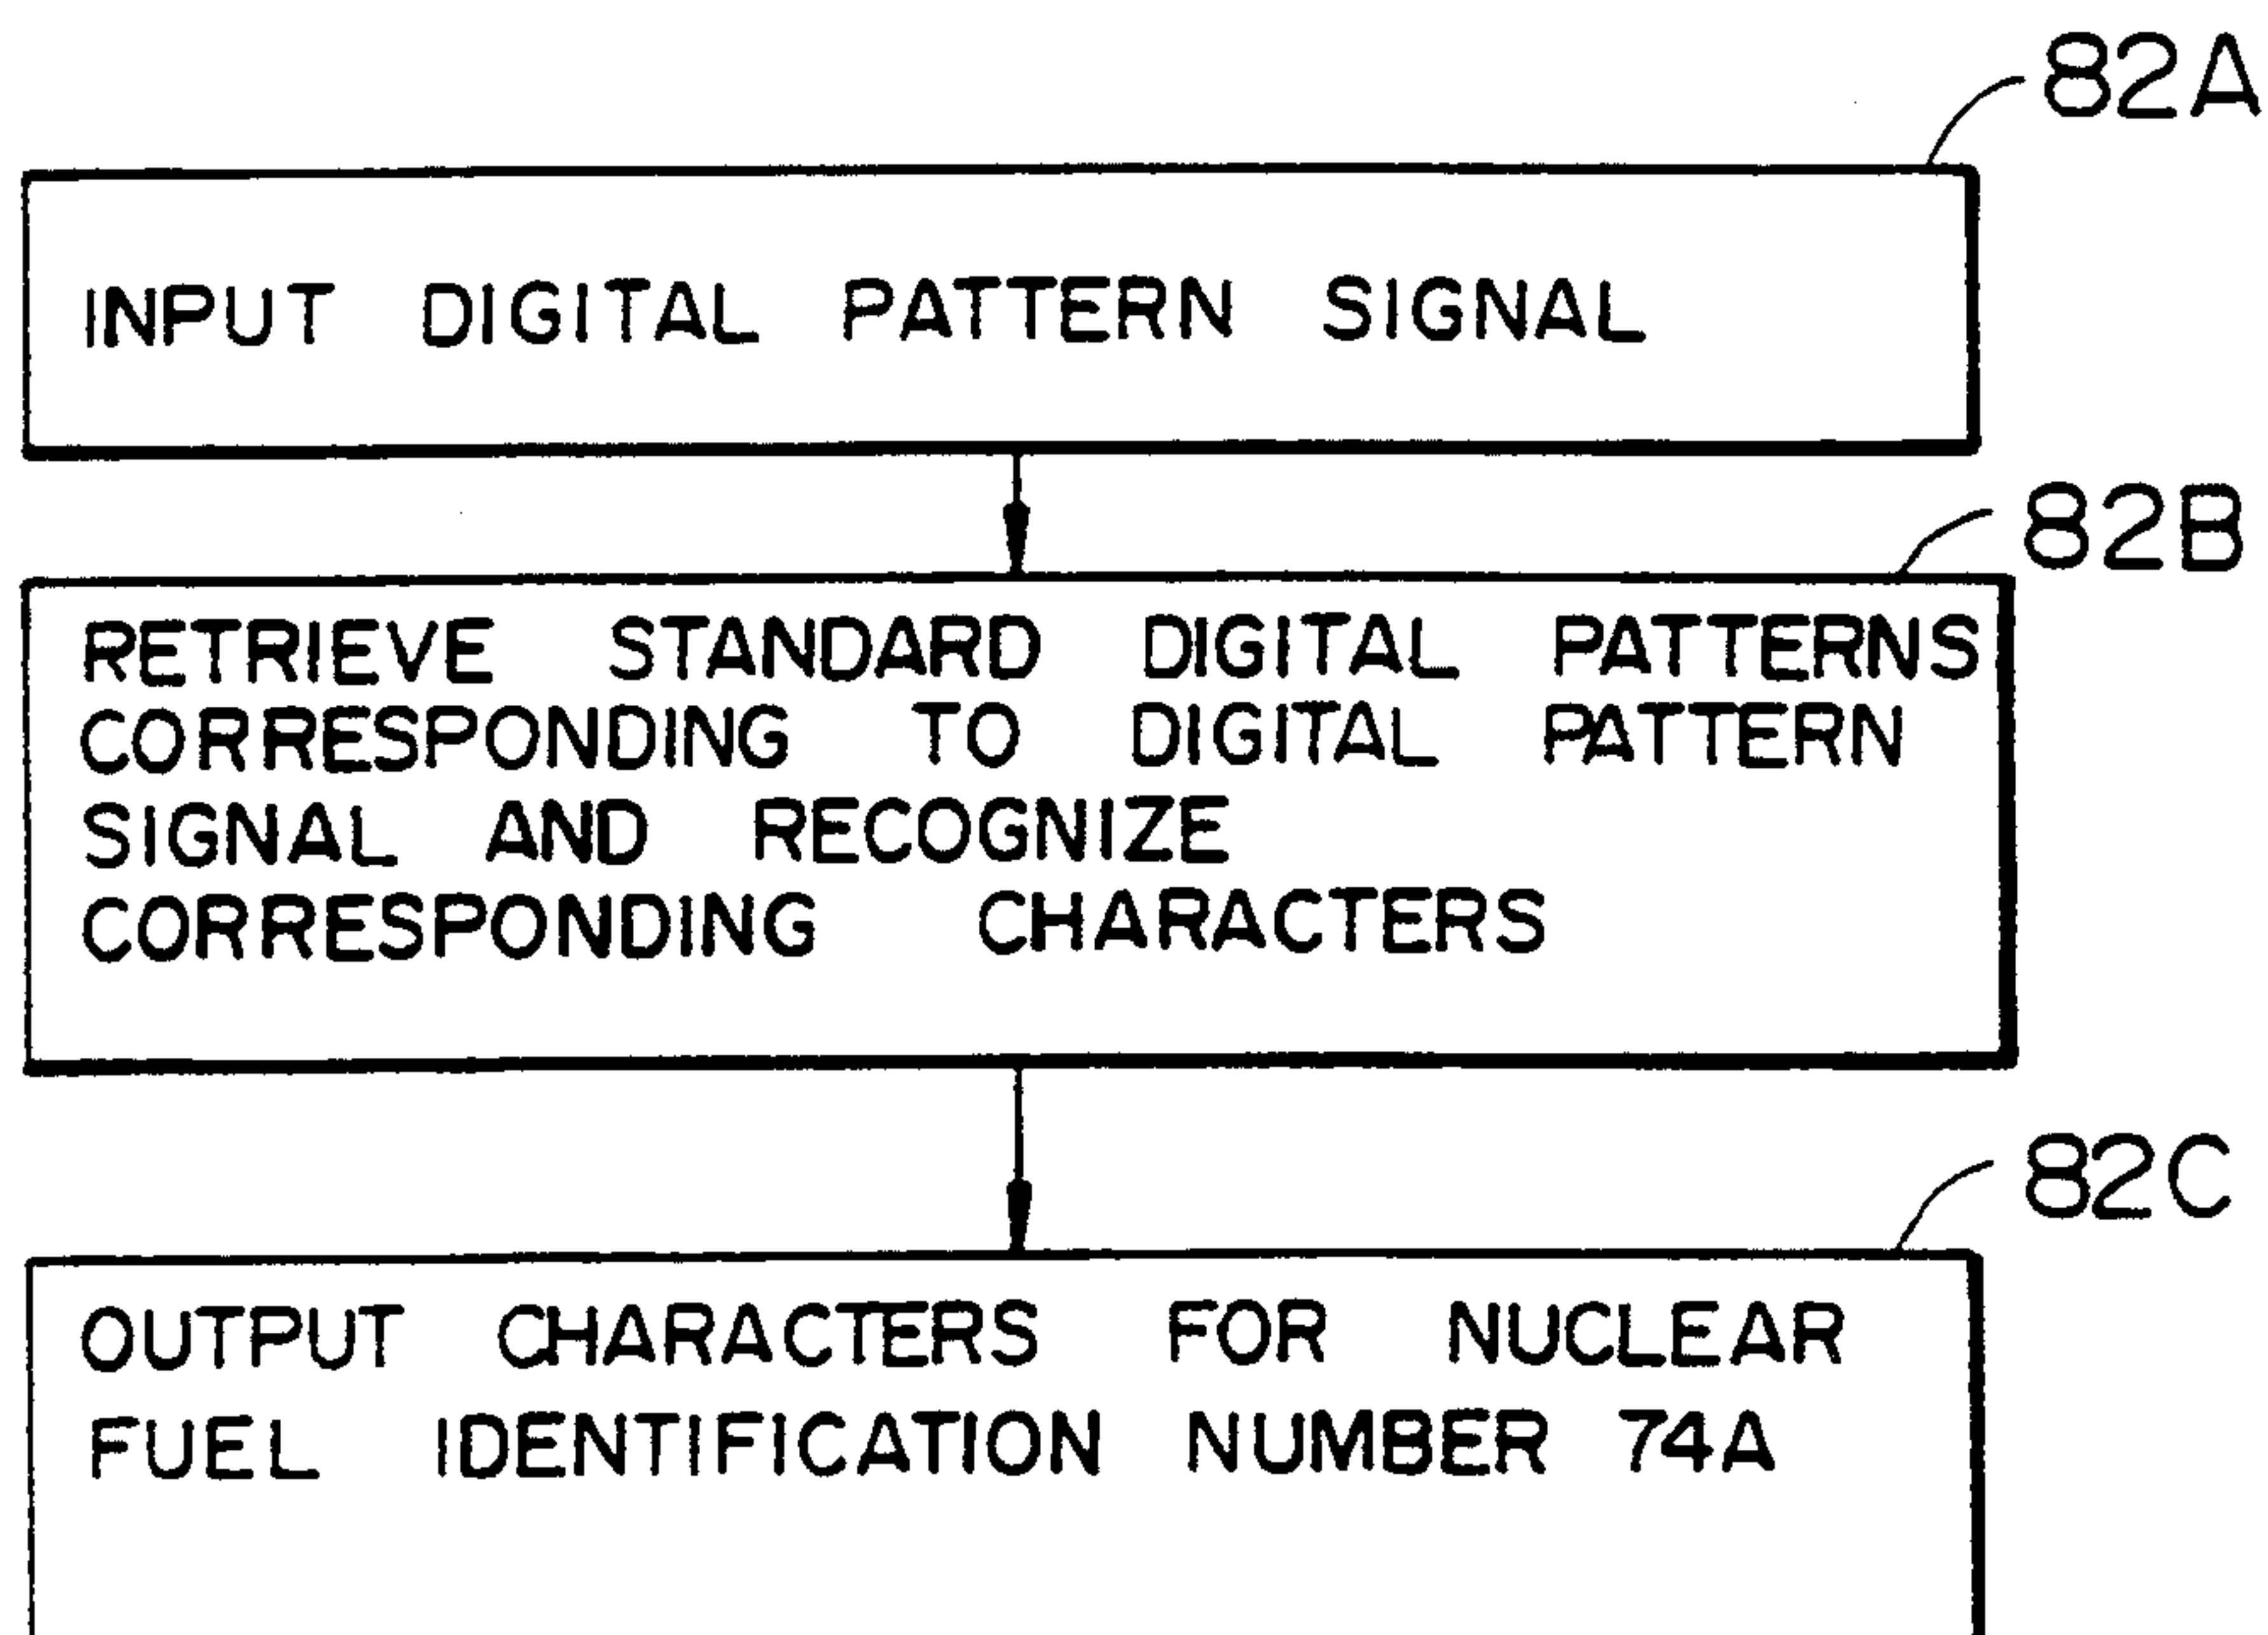 82A
INPUT DIGITAL PATTERN SIGNAL
82B
RETRIEVE STANDARD DIGITAL PATTERNS
CORRESPONDING TO DIGITAL PATTERN
SIGNAL AND RECOGNIZE
CORRESPONDING CHARACTERS
82C
OUTPUT CHARACTERS FOR NUCLEAR
FUEL IDENTIFICATION NUMBER 74A